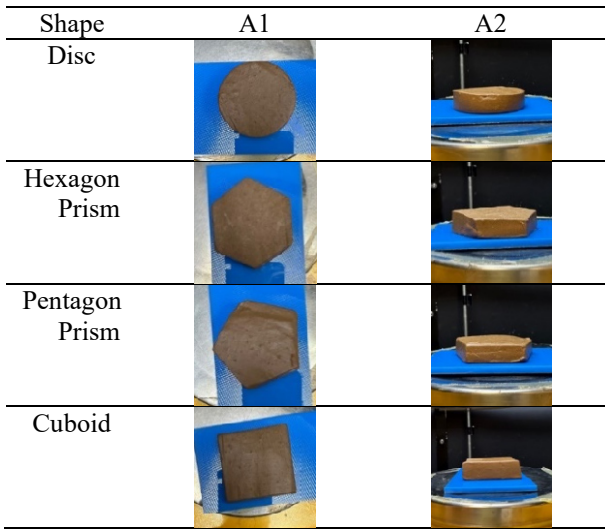 Shape A1 A2
Disc
Hexagon
Prism
Pentagon
Prism
Cuboid